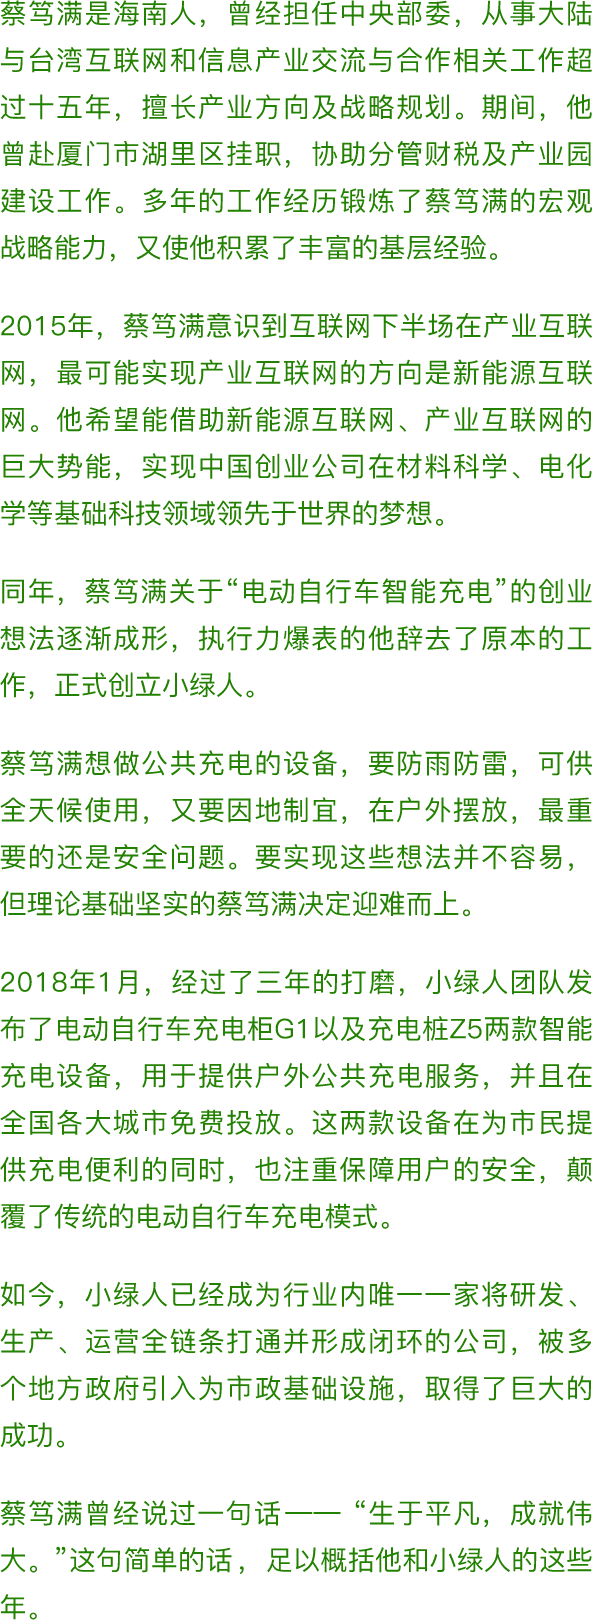 蔡笃满是海南人，曾经担任中央部委，从事大陆
与台湾互联网和信息产业交流与合作相关工作超
过十五年，擅长产业方向及战略规划。期间，他
曾赴厦门市湖里区挂职，协助分管财税及产业园
建设工作。多年的工作经历锻炼了蔡笃满的宏观
战略能力，又使他积累了丰富的基层经验。
2015年，蔡笃满意识到互联网下半场在产业互联
网，最可能实现产业互联网的方向是新能源互联
网。他希望能借助新能源互联网、产业互联网的
巨大势能，实现中国创业公司在材料科学、电化
学等基础科技领域领先于世界的梦想。
同年，蔡笃满关于“电动自行车智能充电”的创业
想法逐渐成形，执行力爆表的他辞去了原本的工
作，正式创立小绿人。
蔡笃满想做公共充电的设备，要防雨防雷，可供
全天候使用，又要因地制宜，在户外摆放，最重
要的还是安全问题。要实现这些想法并不容易，
但理论基础坚实的蔡笃满决定迎难而上。
2018年1月，经过了三年的打磨，小绿人团队发
布了电动自行车充电柜G1以及充电桩Z5两款智能
充电设备，用于提供户外公共充电服务，并且在
全国各大城市免费投放。这两款设备在为市民提
供充电便利的同时，也注重保障用户的安全，颠
覆了传统的电动自行车充电模式。
如今，小绿人已经成为行业内唯一一家将研发、
生产、运营全链条打通并形成闭环的公司，被多
个地方政府引入为市政基础设施，取得了巨大的
成功。
蔡笃满曾经说过一句话——“生于平凡，成就伟
大。”这句简单的话，足以概括他和小绿人的这些
年。